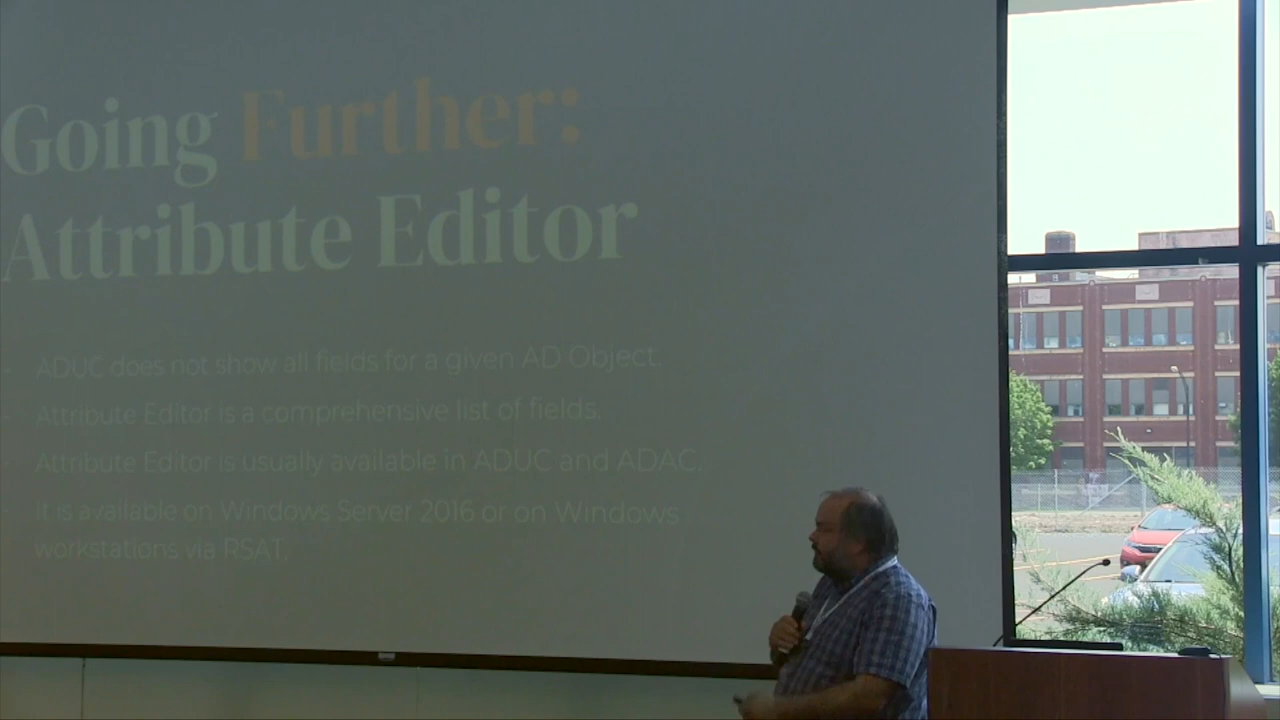 Going Further:
Attribute Editor
ADUC does not show all fields for a given AD Object.
Attribute Editor is a comprehensive list of fields.
Attribute Editor is usually available in ADUC and ADAC.
It is available on Windows Server 2016 or on Windows
workstations via RSAT.